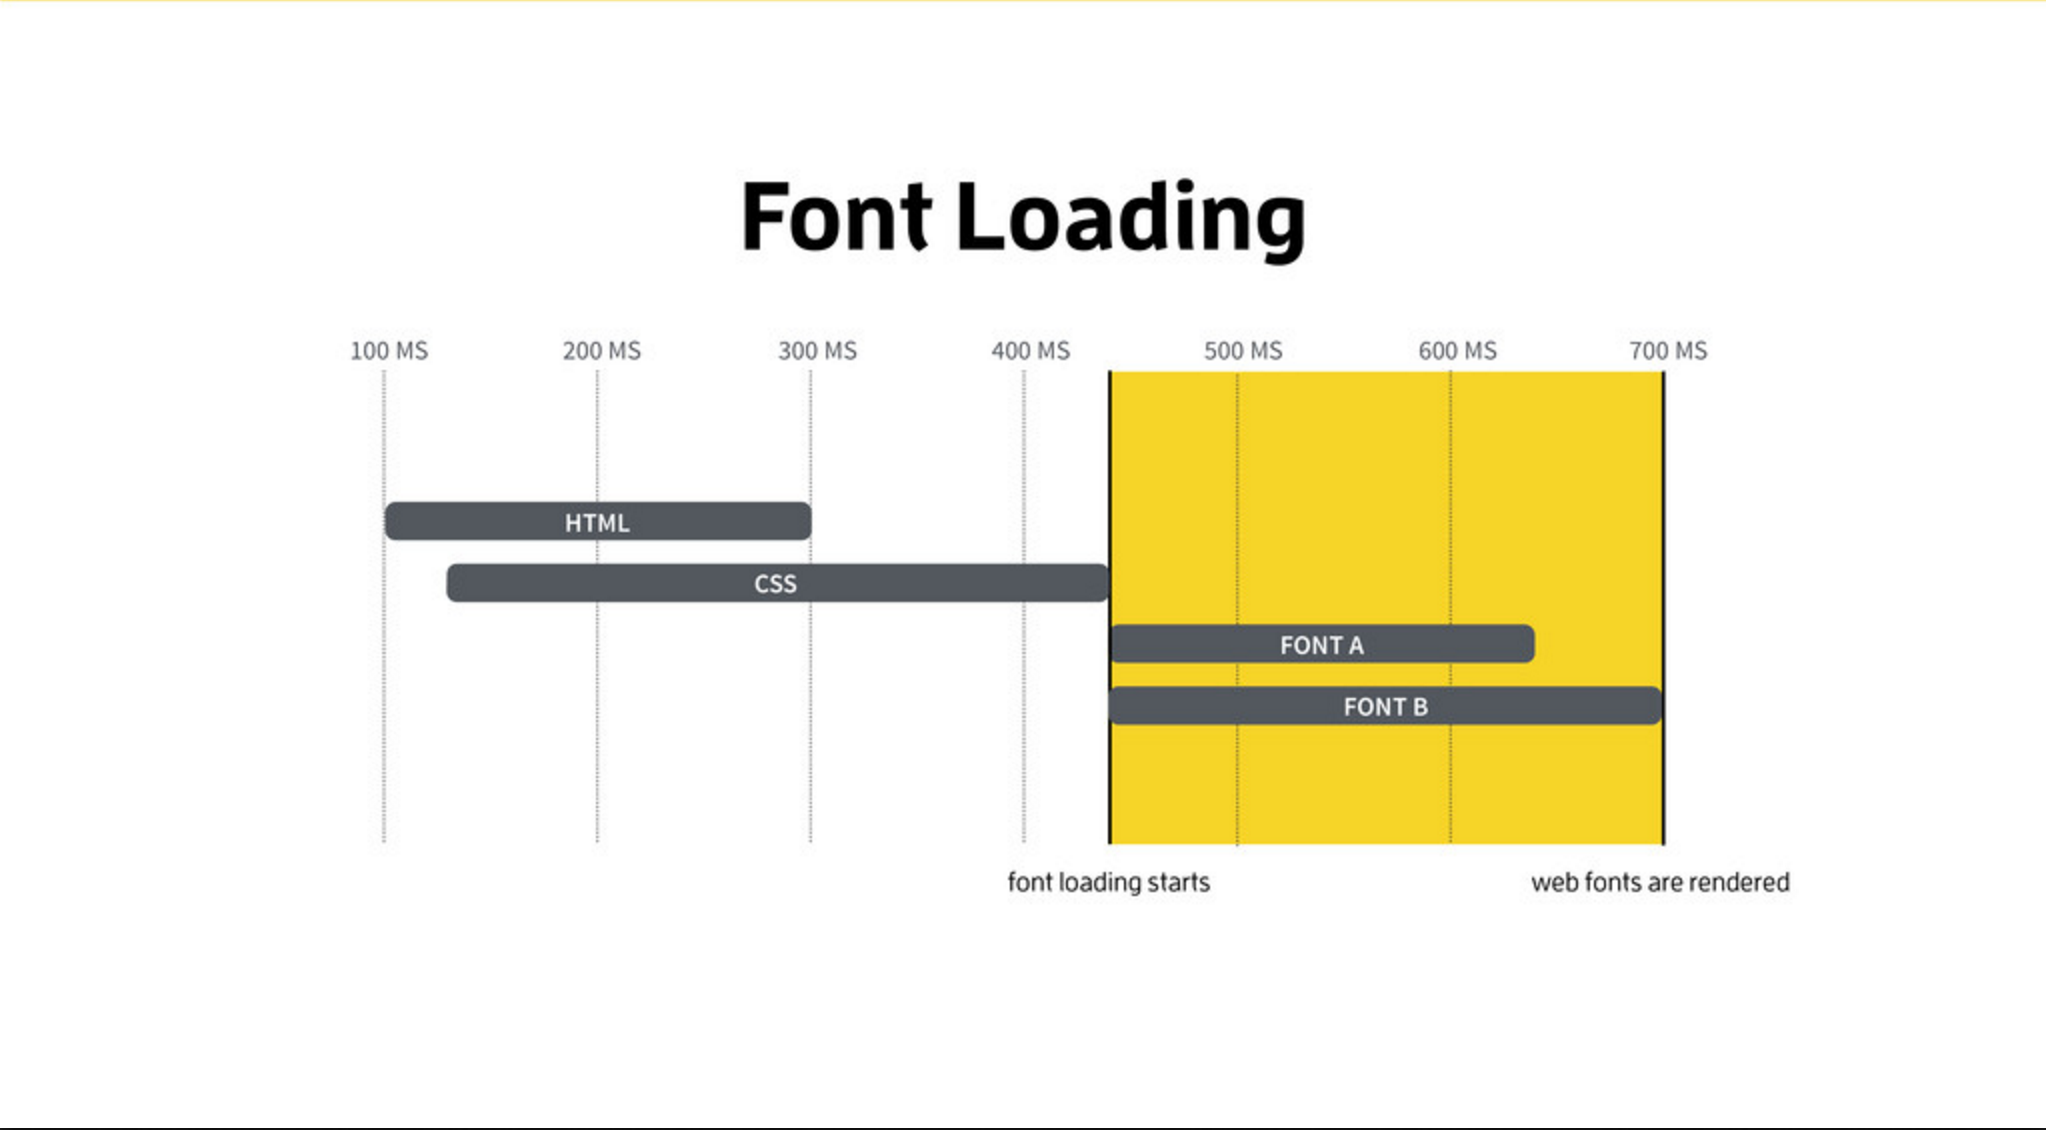 Font Loading
100 MS 200 MS 300 MS 400 MS 500 MS 600 MS 700 MS
HTML
CSS
FONT A
FONT B
font loading starts web fonts are rendered